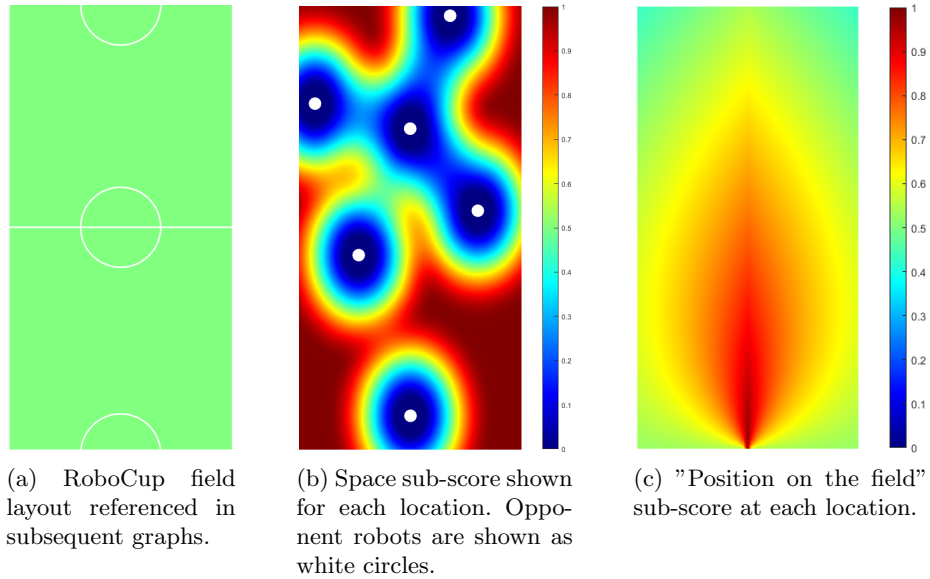 1
0.9
0.8
0.7
0.6
0.5
0.4
0.3
0.2
0.1
0
1
0.9
0.8
0.7
0.6
0.5
0.4
0.3
0.2
0.1
0
(a) RoboCup field
layout referenced in
subsequent graphs.
(b) Space sub-score shown
for each location. Oppo-
nent robots are shown as
white circles.
(c) "Position on the field"
sub-score at each location.